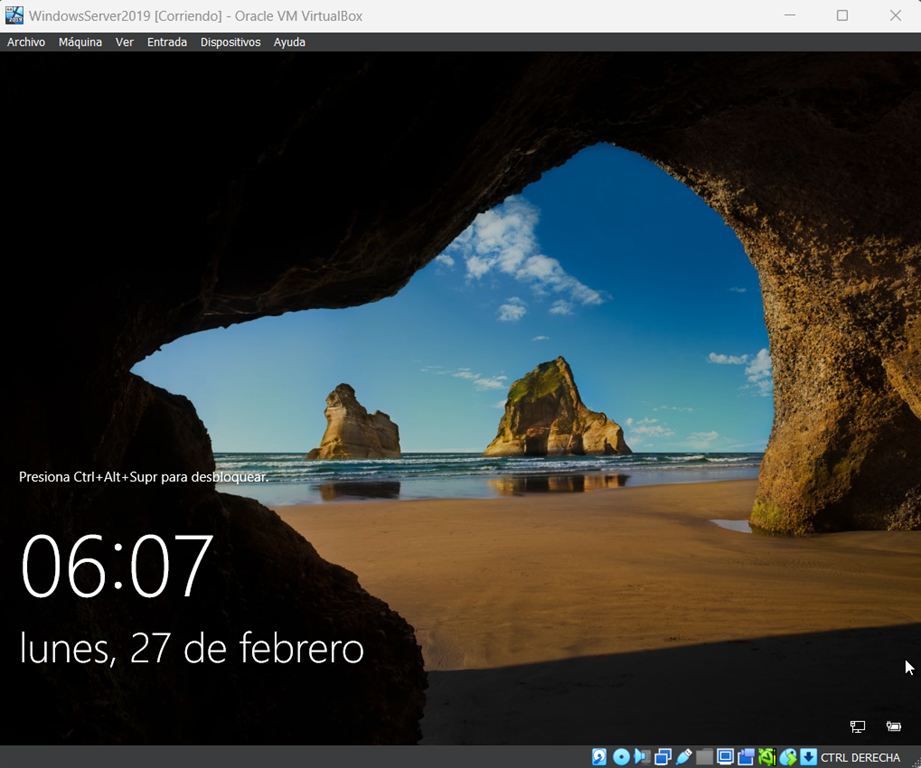 WindowsServer2019 [Corriendo] - Oracle VM VirtualBox
Archivo Máquina Ver Entrada Dispositivos Ayuda
Presiona Ctrl+Alt+Supr para desbloquear.
06:07
lunes, 27 de febrero
CTRL DERECHA